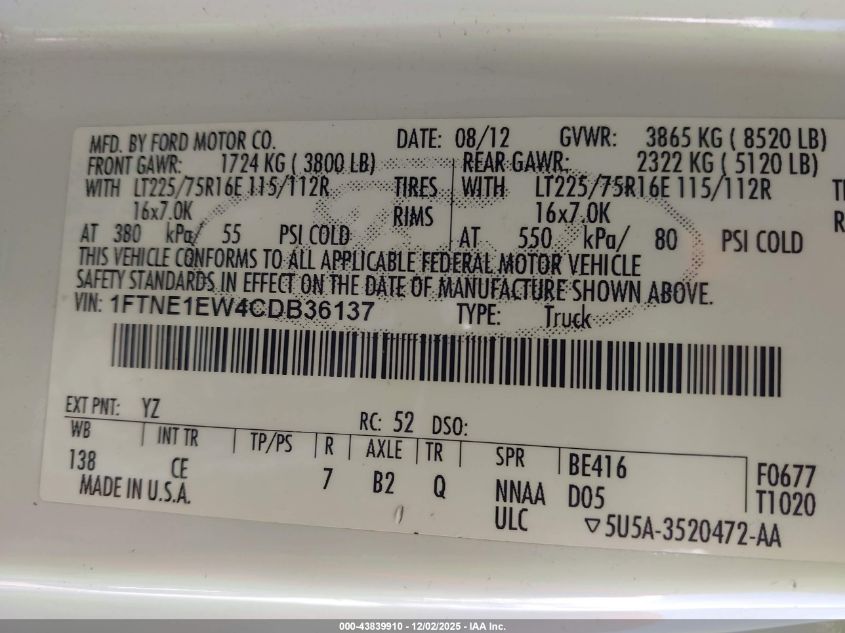 MFD. BY FORD MOTOR CO. DATE: 08/12 GVWR: 3865 KG ( 8520 LB)
FRONT GAWR: 1724 KG ( 3800 LB) REAR GAWR: 2322 KG ( 5120 LB)
WITH LT225/75R16E 115/112R TIRES WITH LT225/75R16E 115/112R
16x7.0K RIMS 16x7.0K
AT 380 kPa/ 55 PSI COLD AT 550 kPa/ 80 PSI COLD
THIS VEHICLE CONFORMS TO ALL APPLICABLE FEDERAL MOTOR VEHICLE
SAFETY STANDARDS IN EFFECT ON THE DATE OF MANUFACTURE SHOWN ABOVE.
VIN: 1FTNE1EW4CDB36137 TYPE: Truck
EXT PNT: YZ RC: 52 DSO:
WB INT TR TP/PS R AXLE TR SPR BE416 F0677
138 CE 7 B2 Q NNAA D05 T1020
MADE IN U.S.A. ULC ▽5U5A-3520472-AA
000-43839910 - 12/02/2025 - IAA Inc.